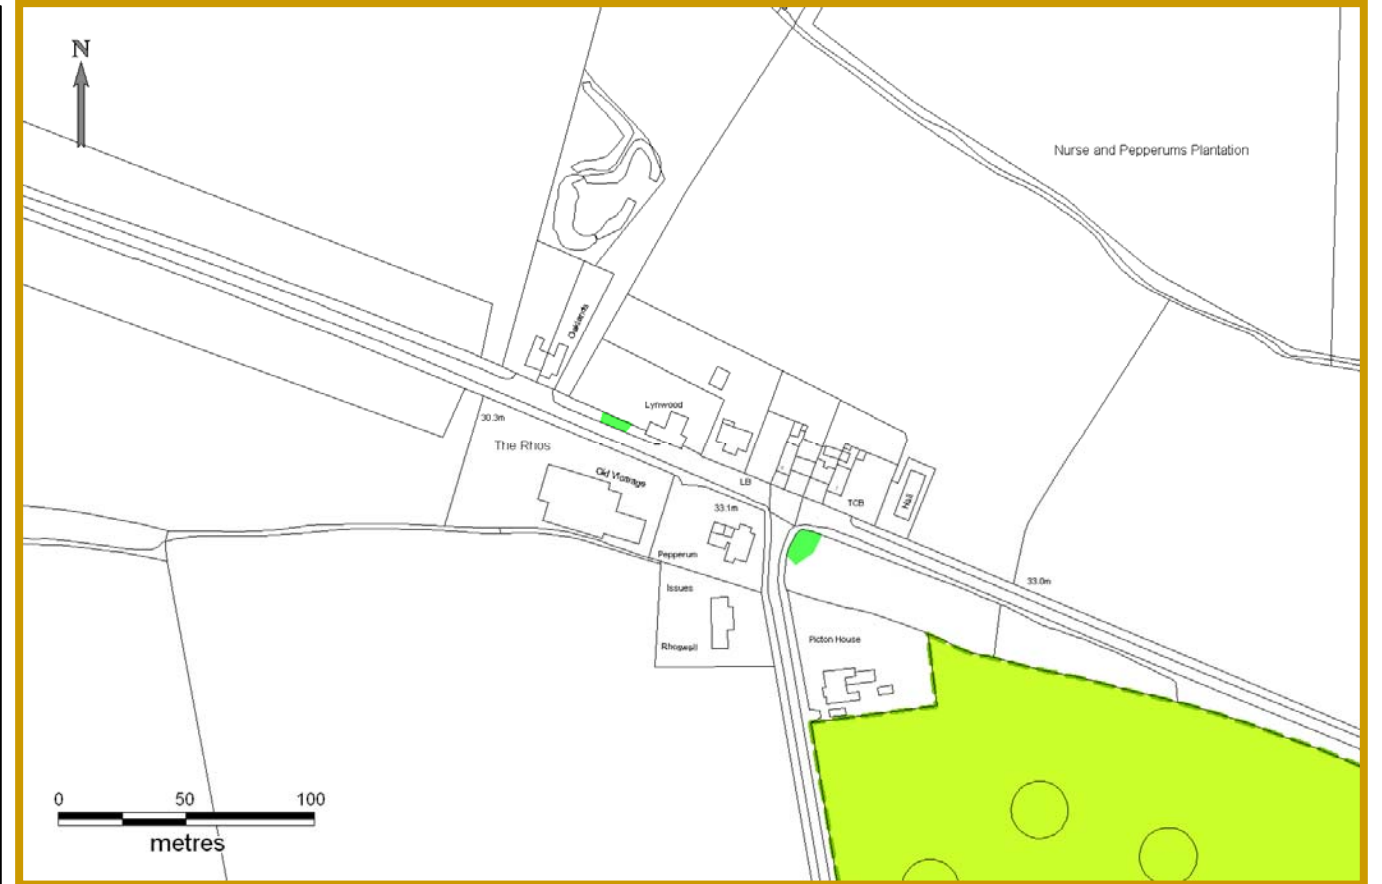 N
Nurse and Pepperums Plantation
Oaklands
Lynwood
30.3m
The Rhos
Old Vicarage
LB
TCB
Hall
33.1m
Pepperum
33.0m
Issues
Picton House
Rhoswell
0 50 100
metres